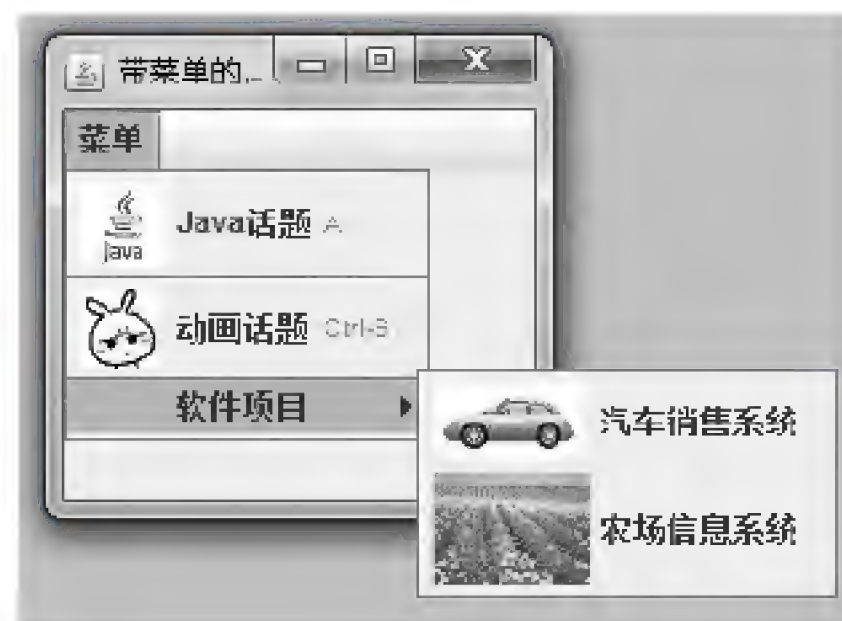 带菜单的...
菜单
Java
Java话题 A
动画话题 Ctrl-S
软件项目
汽车销售系统
农场信息系统